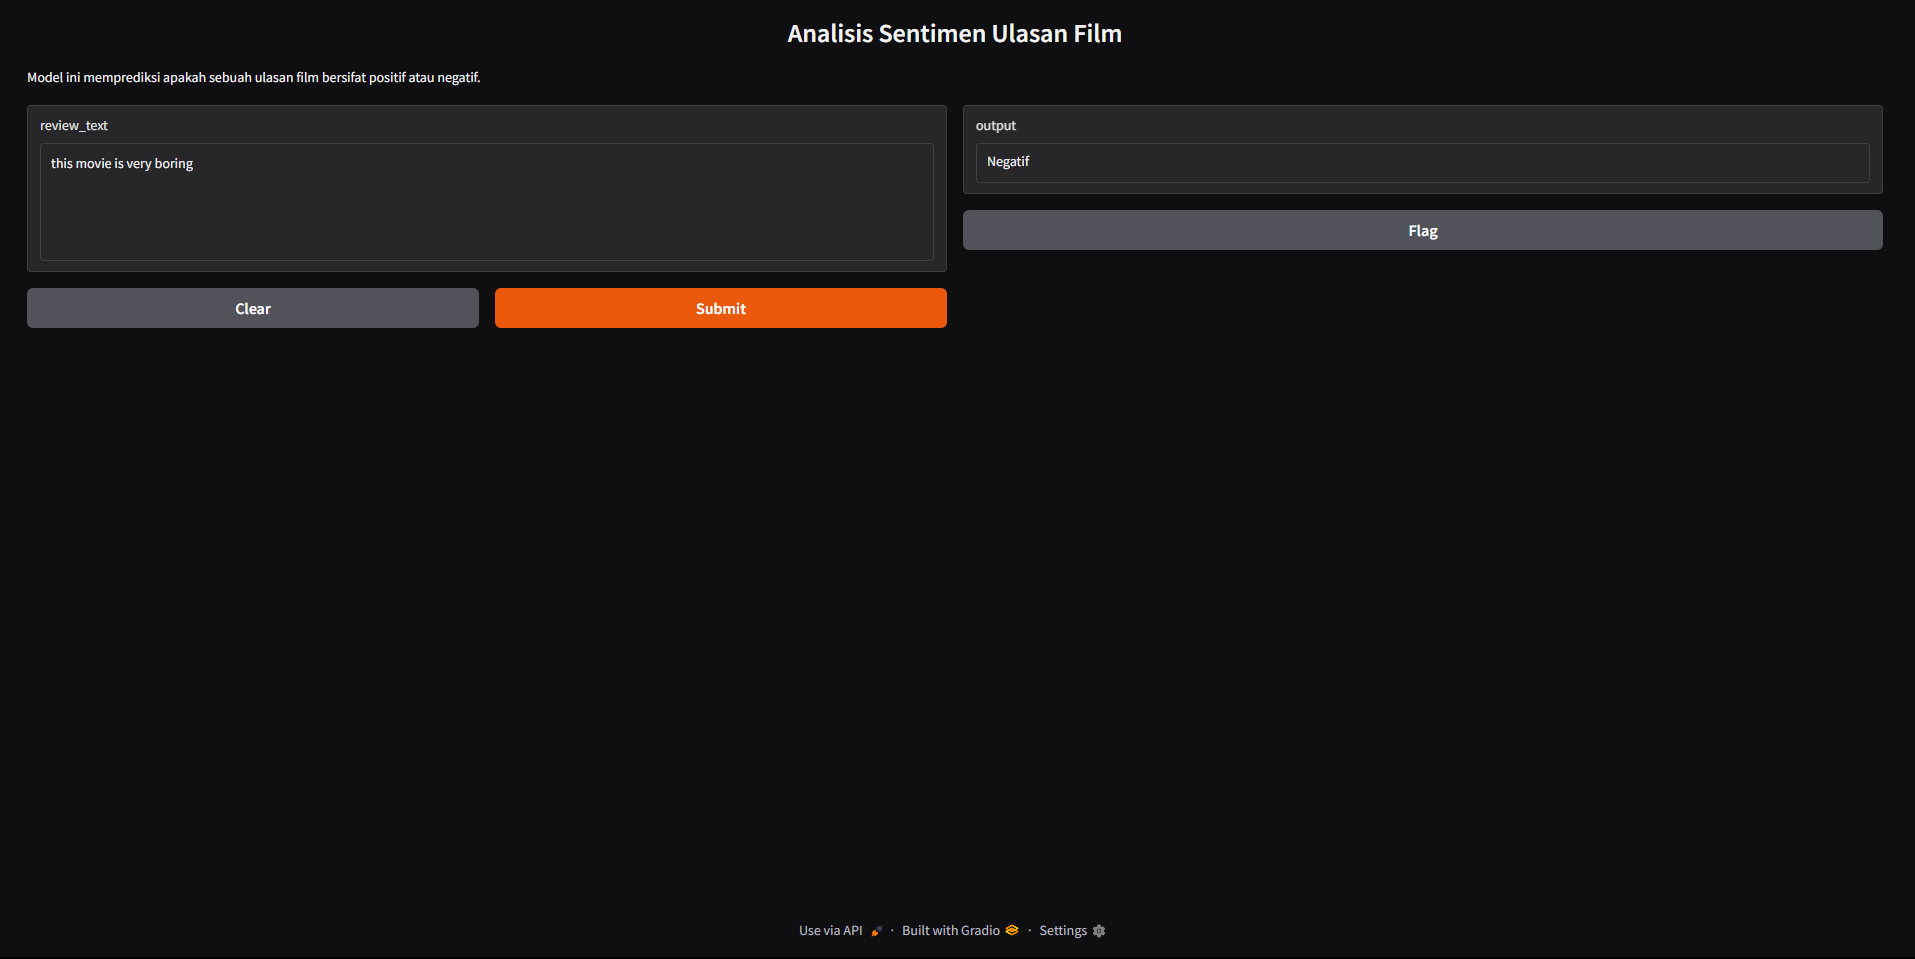 Analisis Sentimen Ulasan Film
Model ini memprediksi apakah sebuah ulasan film bersifat positif atau negatif.
review_text
this movie is very boring
Clear
Submit
output
Negatif
Flag
Use via API · Built with Gradio · Settings